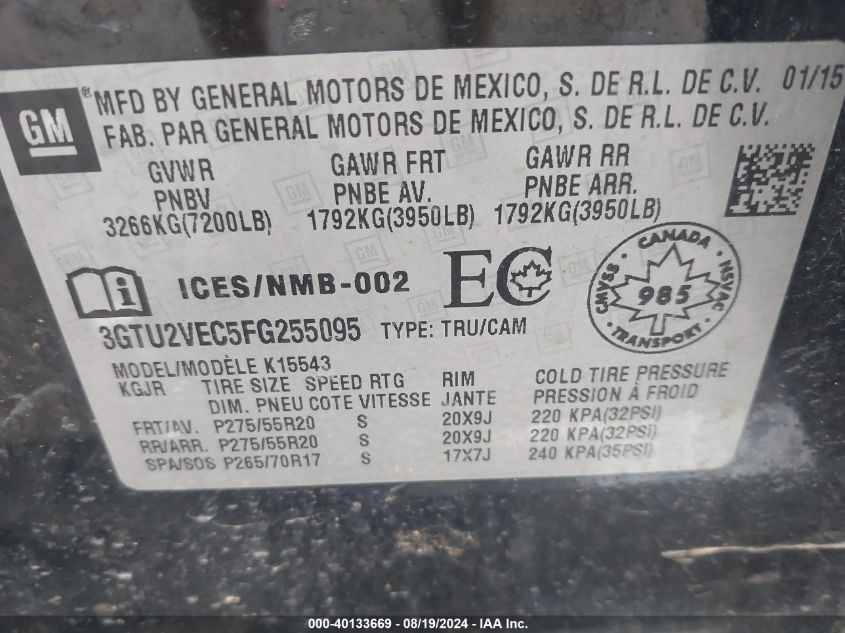 GM
® MFD BY GENERAL MOTORS DE MEXICO, S. DE R.L. DE C.V. 01/15
FAB. PAR GENERAL MOTORS DE MEXICO, S. DE R.L. DE C.V.
GVWR GAWR FRT GAWR RR
PNBV PNBE AV. PNBE ARR.
3266KG(7200LB) 1792KG(3950LB) 1792KG(3950LB)
i ICES/NMB-002 EC
CANADA
CMVSS 985 NSVAC
TRANSPORT
3GTU2VEC5FG255095 TYPE: TRU/CAM
MODEL/MODÈLE K15543
KGJR TIRE SIZE SPEED RTG RIM COLD TIRE PRESSURE
DIM. PNEU COTE VITESSE JANTE PRESSION À FROID
FRT/AV. P275/55R20 S 20X9J 220 KPA(32PSI)
RR/ARR. P275/55R20 S 20X9J 220 KPA(32PSI)
SPA/SOS P265/70R17 S 17X7J 240 KPA(35PSI)
000-40133669 - 08/19/2024 - IAA Inc.